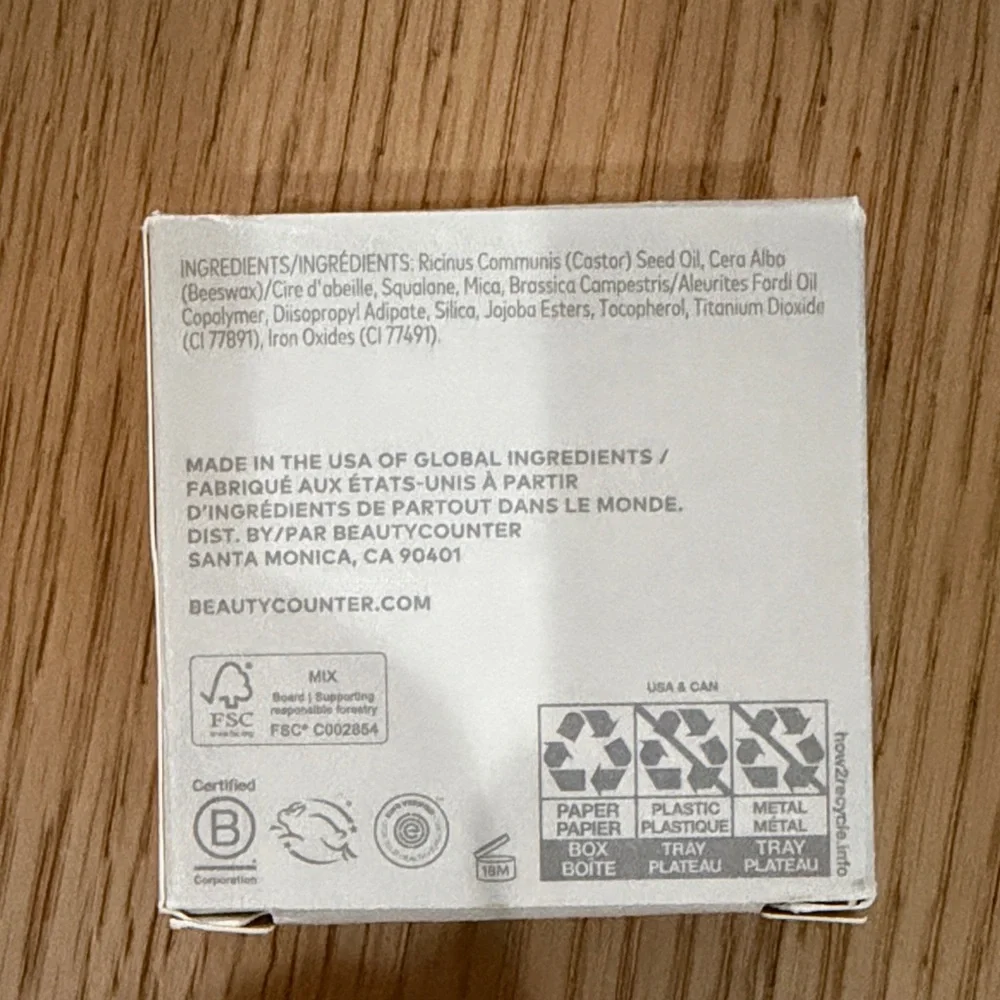 INGREDIENTS/INGRÉDIENTS: Ricinus Communis (Castor) Seed Oil, Cera Alba
(Beeswax)/Cire d'abeille, Squalane, Mica, Brassica Campestris/Aleurites Fordi Oil
Copolymer, Diisopropyl Adipate, Silica, Jojoba Esters, Tocopherol, Titanium Dioxide
(CI 77891), Iron Oxides (CI 77491).
MADE IN THE USA OF GLOBAL INGREDIENTS /
FABRIQUÉ AUX ÉTATS-UNIS À PARTIR
D'INGRÉDIENTS DE PARTOUT DANS LE MONDE.
DIST. BY/PAR BEAUTYCOUNTER
SANTA MONICA, CA 90401
BEAUTYCOUNTER.COM
FSC
www.fsc.org
MIX
Board | Supporting
responsible forestry
FSC® C002854
Certified
B
Corporation
e
18M
USA & CAN
PAPER PLASTIC METAL
PAPIER PLASTIQUE MÉTAL
BOX TRAY TRAY
BOÎTE PLATEAU PLATEAU
how2recycle.info